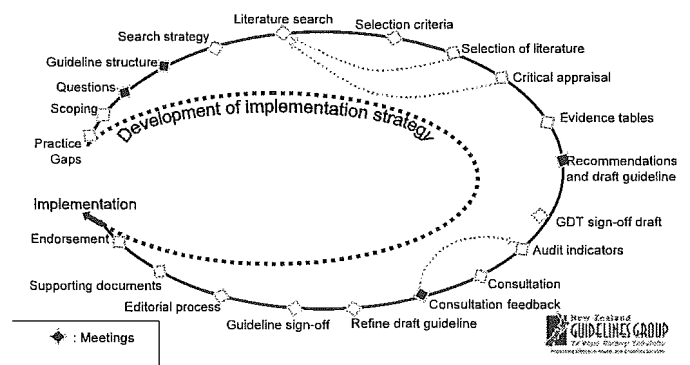 Literature search
Selection criteria
Search strategy
Selection of literature
Guideline structure
Critical appraisal
Questions
Scoping
Evidence tables
Practice
Gaps
Development of implementation strategy
Recommendations
and draft guideline
Implementation
GDT sign-off draft
Endorsement
Audit indicators
Supporting documents
Consultation
Editorial process
Consultation feedback
Guideline sign-off
Refine draft guideline
: Meetings
New Zealand
GUIDELINES GROUP